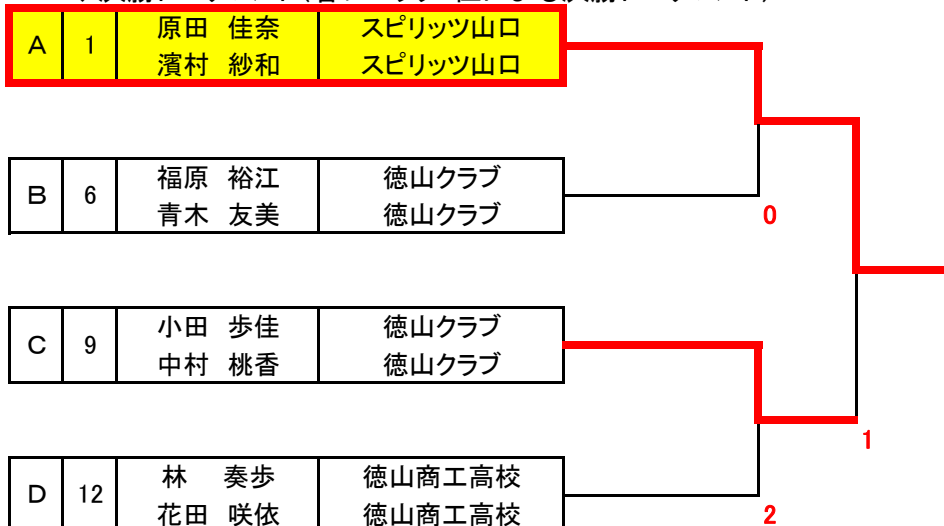 A 1 原田 佳奈 スピリッツ山口
濱村 紗和 スピリッツ山口
B 6 福原 裕江 徳山クラブ
青木 友美 徳山クラブ
0
C 9 小田 歩佳 徳山クラブ
中村 桃香 徳山クラブ
1
D 12 林 奏歩 徳山商工高校
花田 咲依 徳山商工高校
2